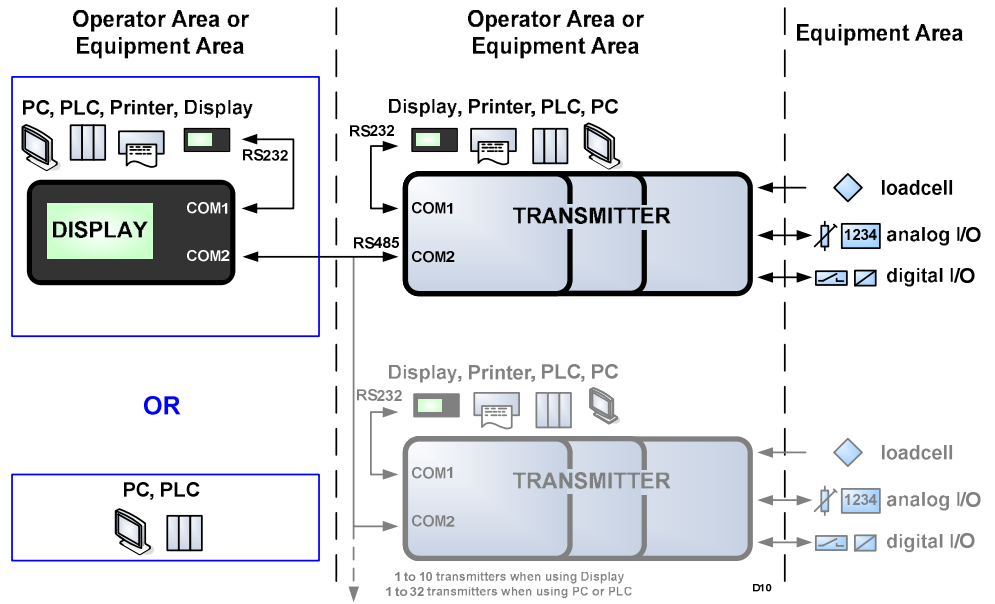 Operator Area or
Equipment Area
Operator Area or
Equipment Area
Equipment Area
PC, PLC, Printer, Display
RS232
DISPLAY
COM1
COM2
RS485
Display, Printer, PLC, PC
RS232
COM1
COM2
TRANSMITTER
loadcell
1234 analog I/O
digital I/O
OR
PC, PLC
Display, Printer, PLC, PC
RS232
COM1
COM2
TRANSMITTER
loadcell
1234 analog I/O
digital I/O
1 to 10 transmitters when using Display
1 to 32 transmitters when using PC or PLC
D10